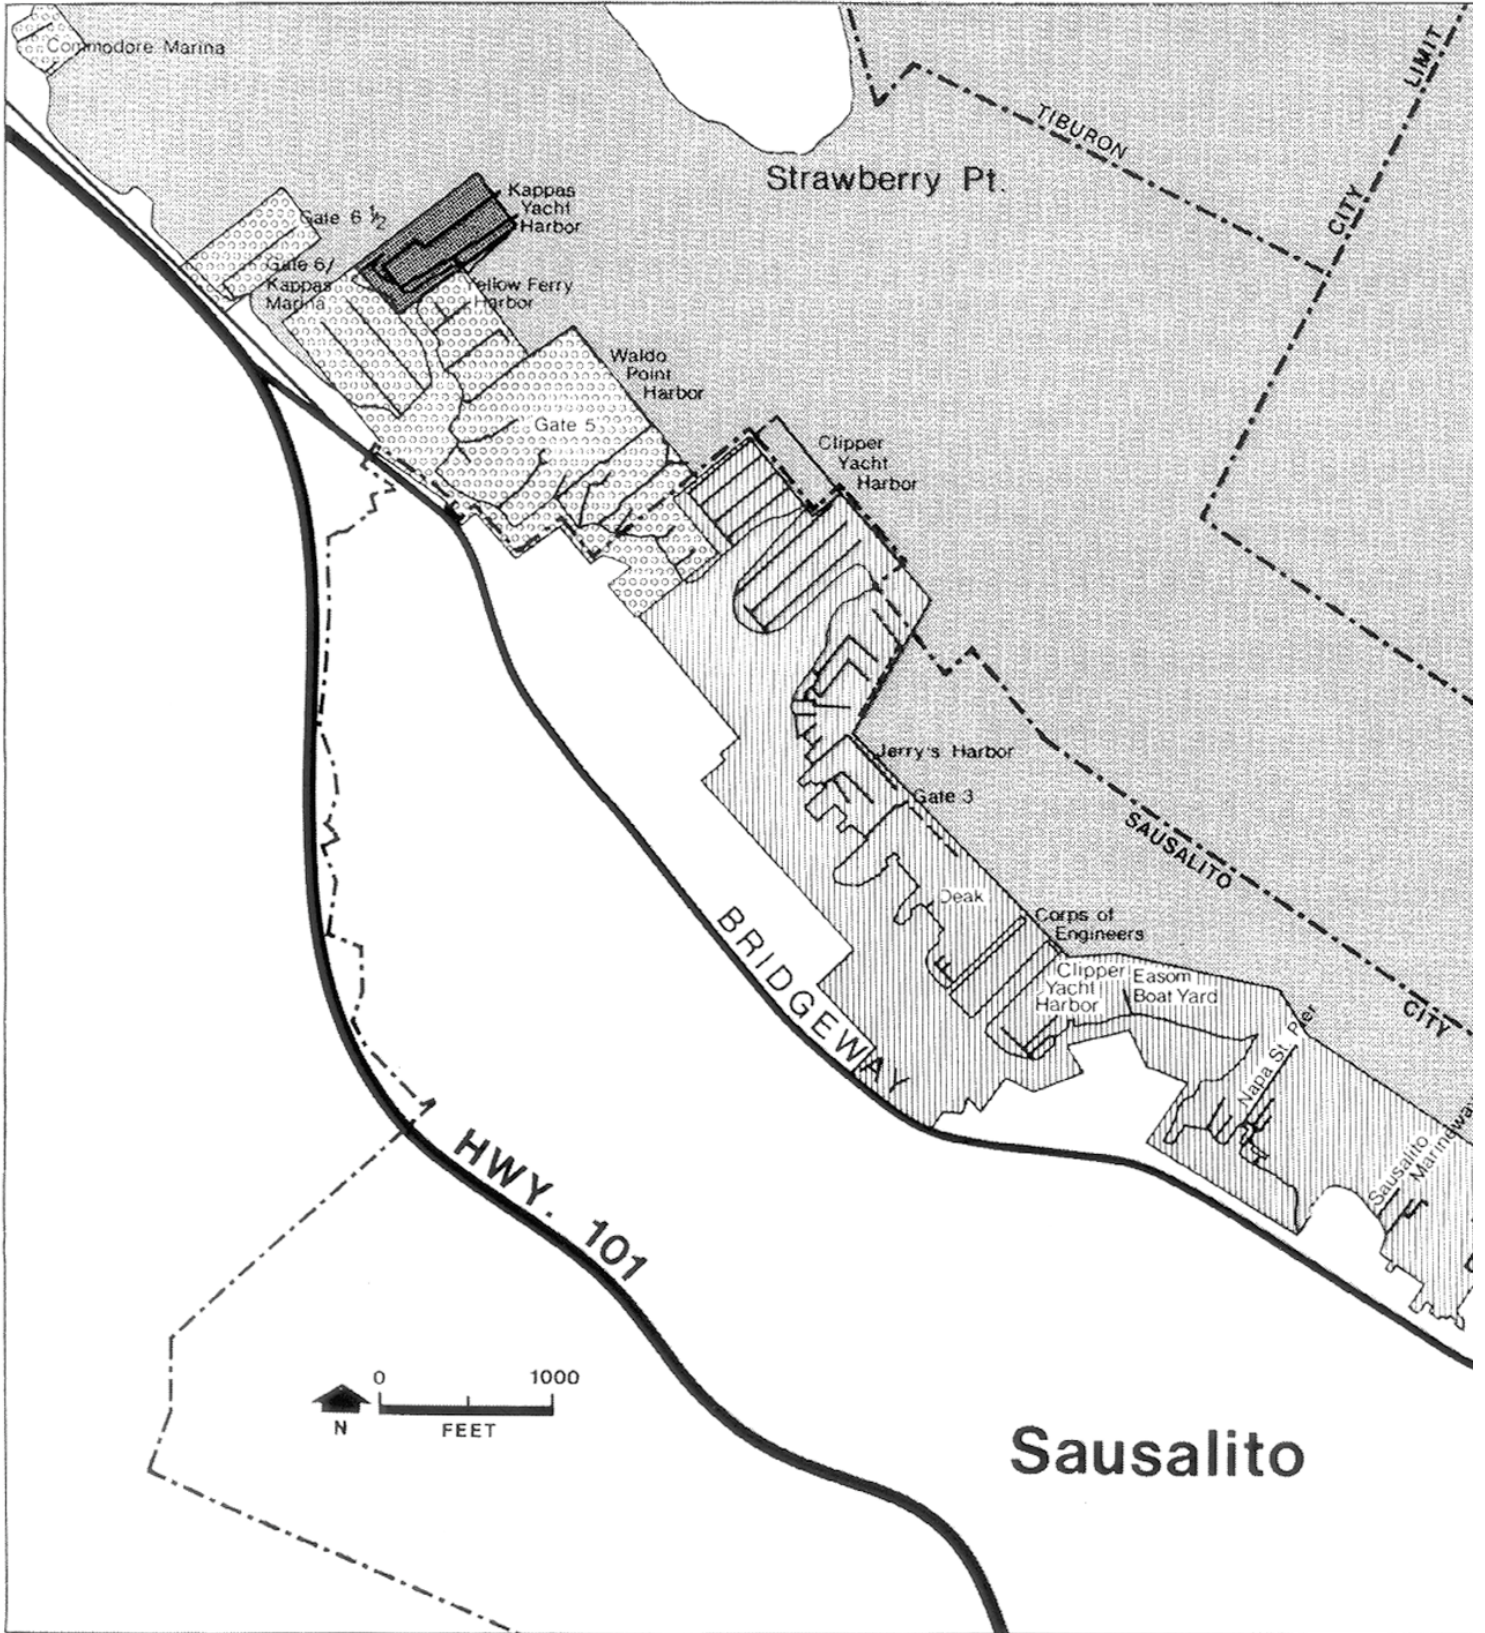 Commodore Marina
LIMIT
TIBURON
CITY
Strawberry Pt.
Kappas
Yacht
Harbor
Gate 6 ½
Gate 6/
Kappas
Marina
Yellow Ferry
Harbor
Waldo
Point
Harbor
Gate 5
Clipper
Yacht
Harbor
Jerry's Harbor
Gate 3
SAUSALITO
CITY
Deak
Corps of
Engineers
Clipper
Yacht
Harbor
Easom
Boat Yard
Napa St. Pier
Sausalito
Marineway
BRIDGEWAY
HWY. 101
0 1000
FEET
N
Sausalito